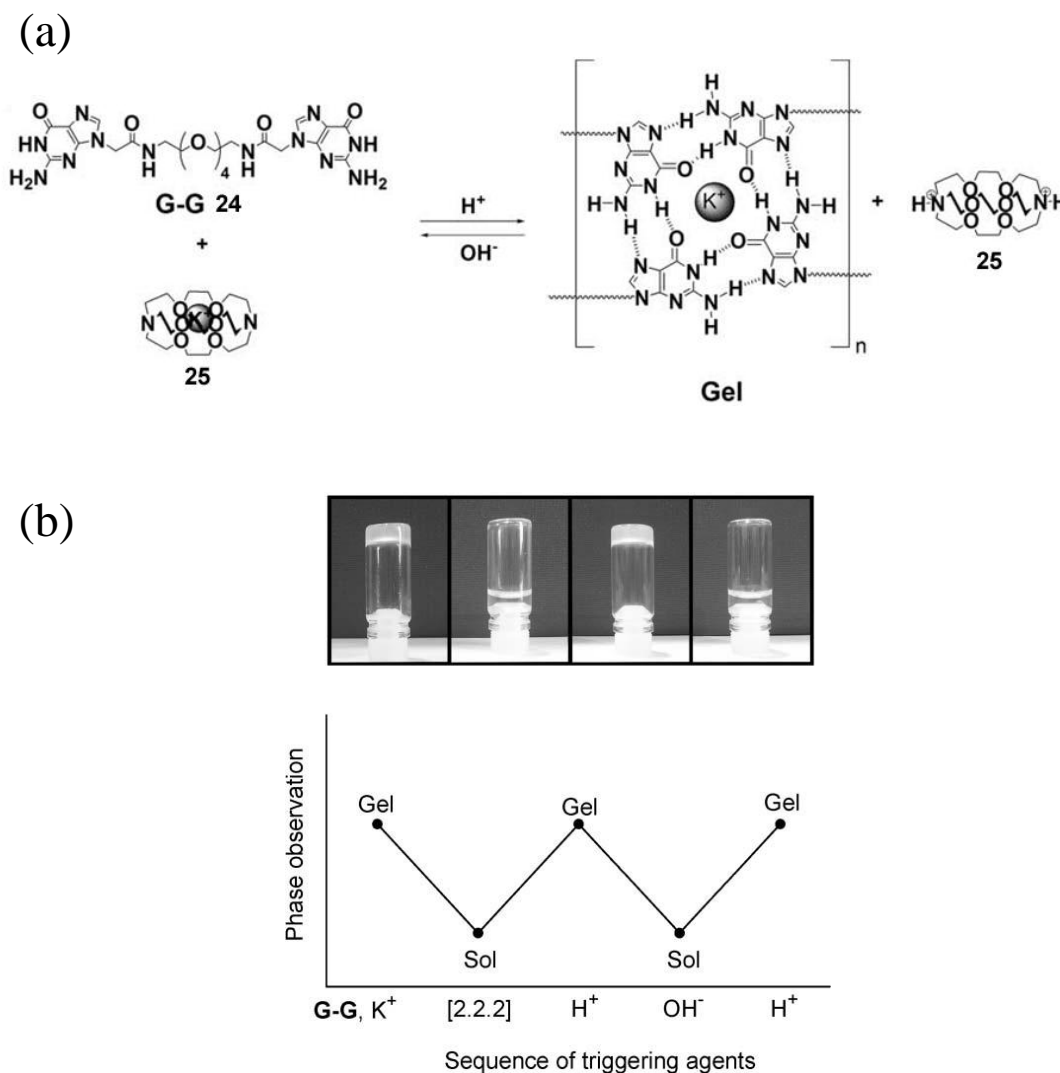 (a)
G-G 24
+
25
H⁺
OH⁻
K⁺
n
Gel
+
25
(b)
Phase observation
Gel
Sol
Gel
Sol
Gel
G-G, K⁺ [2.2.2] H⁺ OH⁻ H⁺
Sequence of triggering agents